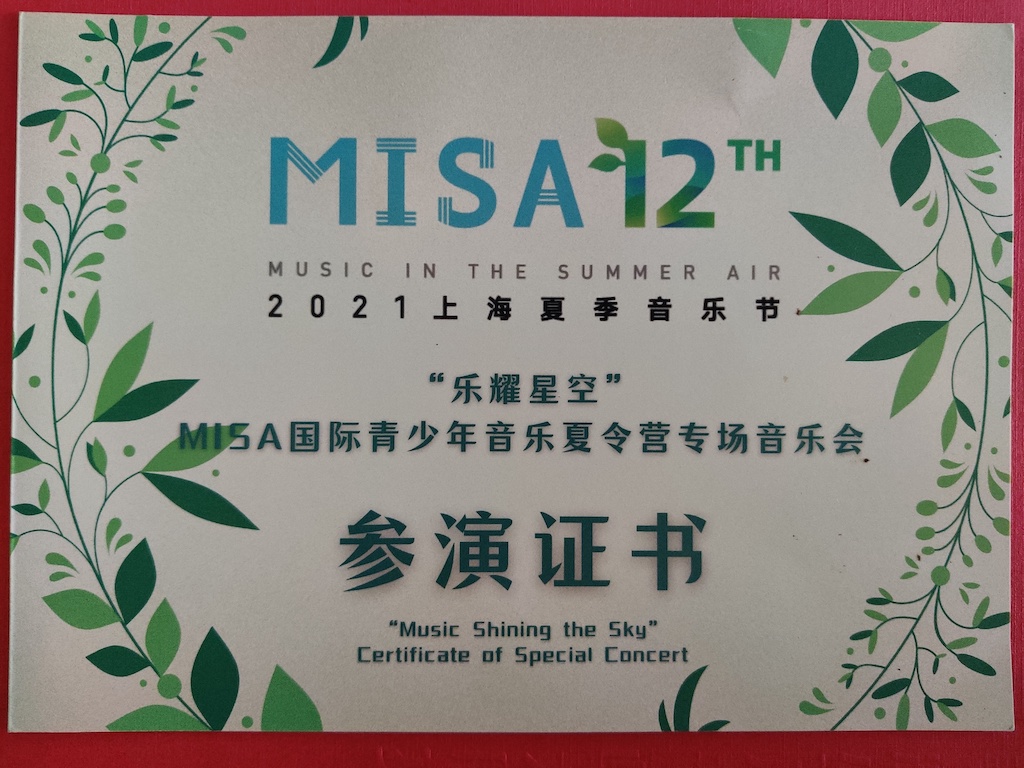 MISA 12TH
MUSIC IN THE SUMMER AIR
2021上海夏季音乐节
“乐耀星空”
MISA国际青少年音乐夏令营专场音乐会
参演证书
“Music Shining the Sky”
Certificate of Special Concert